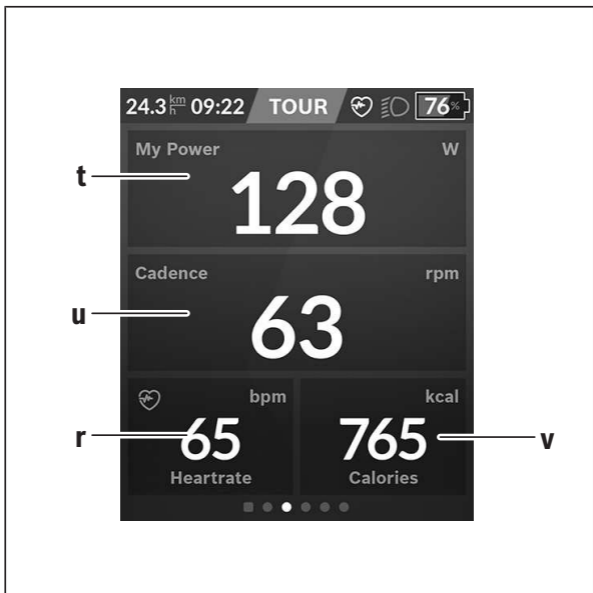 24.3 km/h 09:22 TOUR 76%
My Power W
t
128
Cadence rpm
u
63
bpm kcal
r 65 765 v
Heartrate Calories